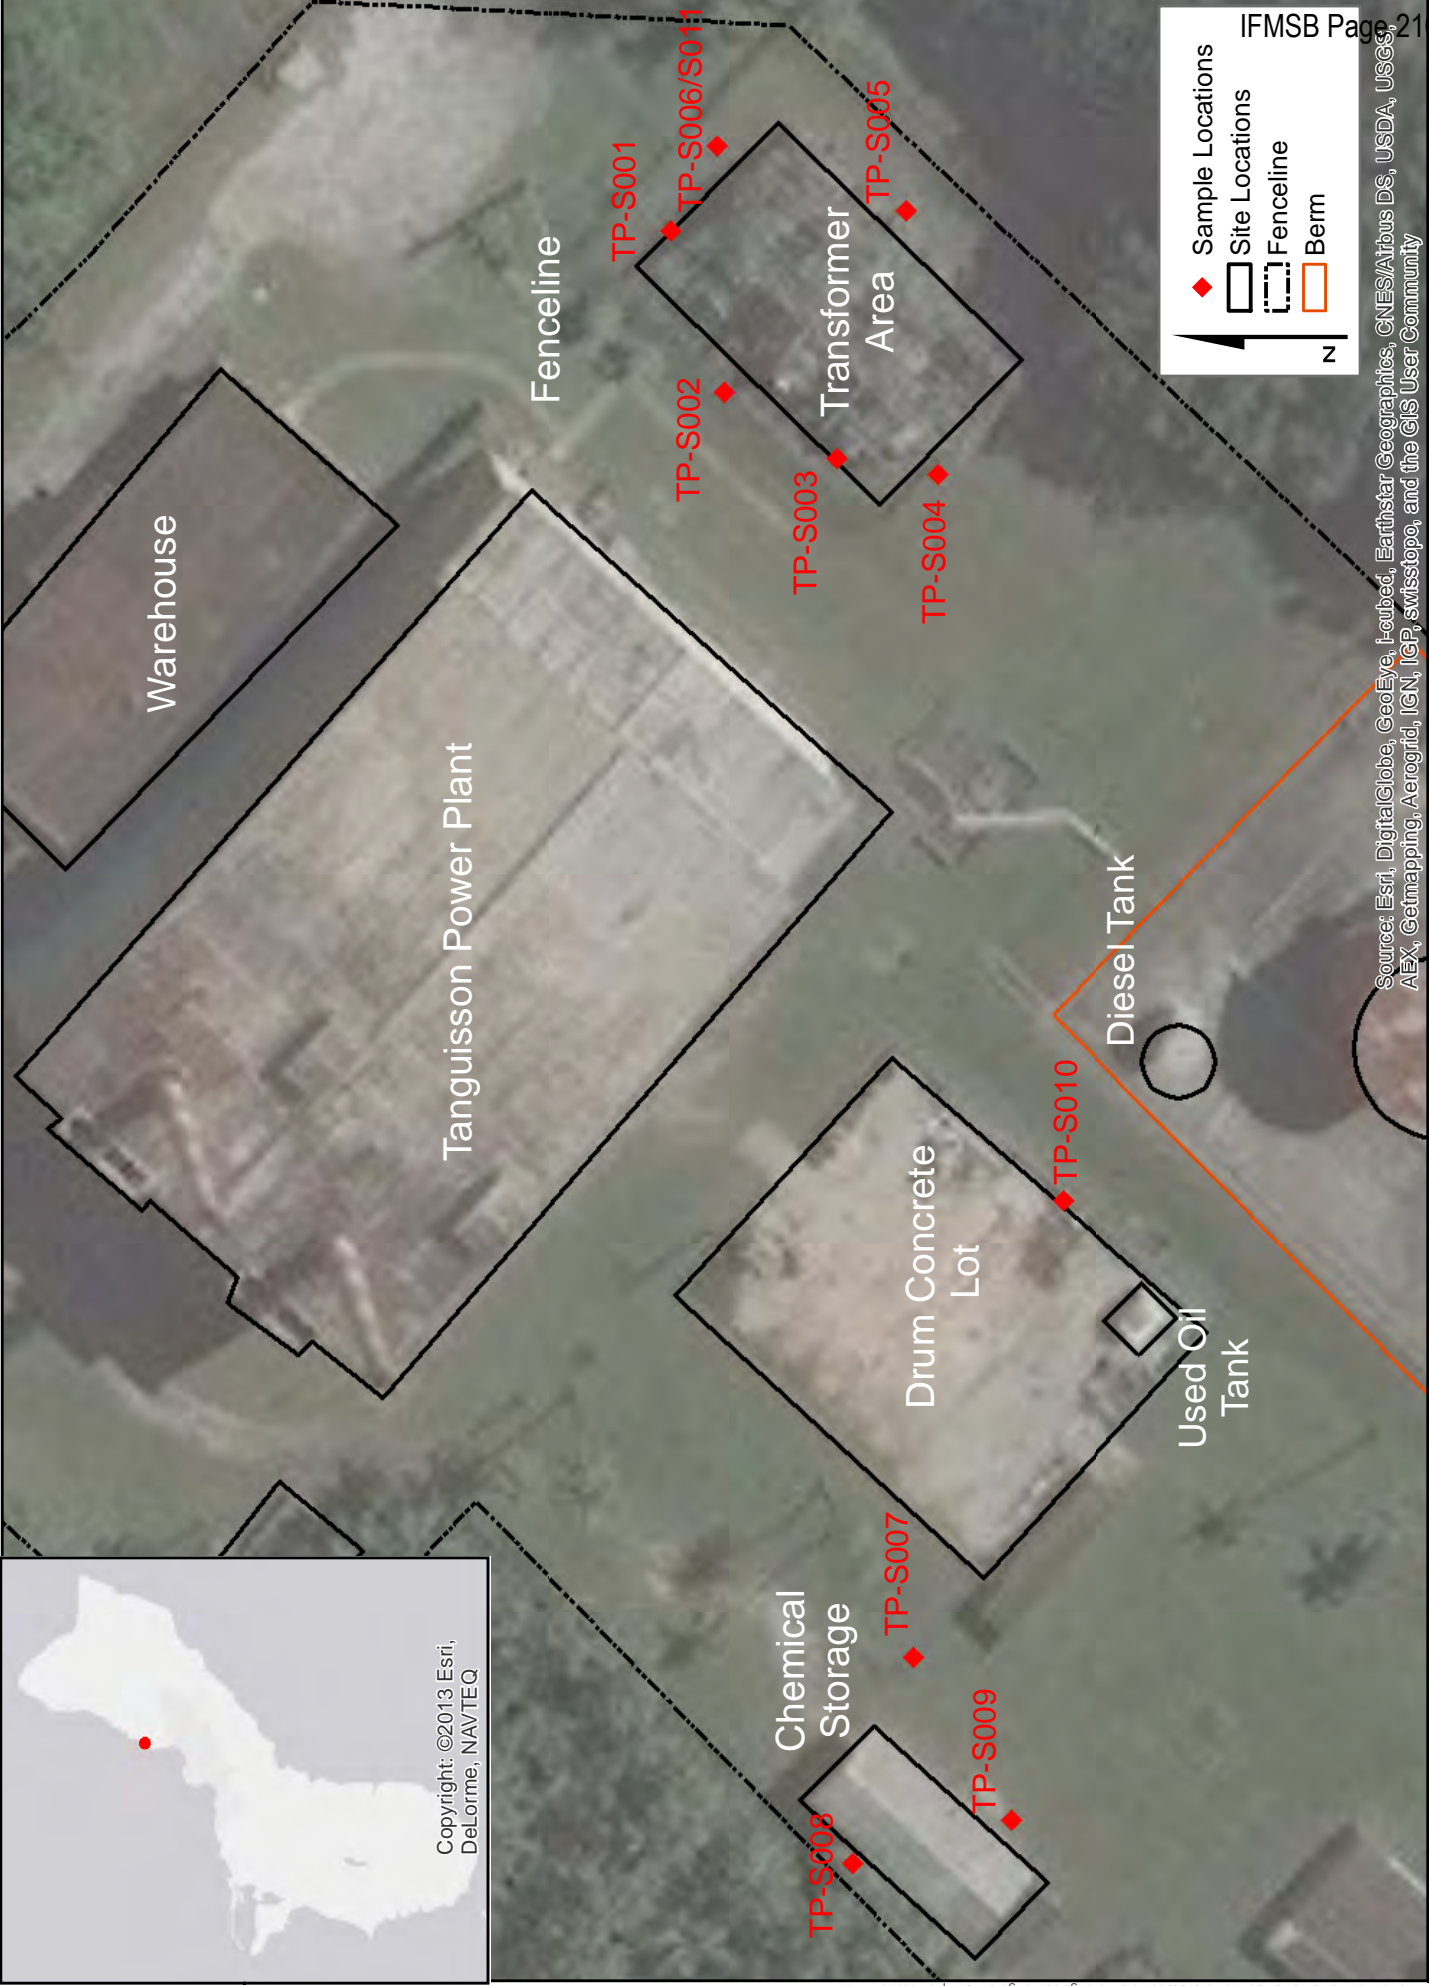 IFMSB Page 21
Warehouse
Fenceline
Tanguisson Power Plant
Transformer
Area
TP-S001
TP-S006/S011
TP-S005
TP-S002
TP-S003
TP-S004
Diesel Tank
TP-S010
Drum Concrete
Lot
Used Oil
Tank
TP-S007
Chemical
Storage
TP-S009
TP-S008
Sample Locations
Site Locations
Fenceline
Berm
N
Copyright: ©2013 Esri,
DeLorme, NAVTEQ
Source: Esri, DigitalGlobe, GeoEye, i-cubed, Earthstar Geographics, CNES/Airbus DS, USDA, USGS,
AEX, Getmapping, Aerogrid, IGN, IGP, swisstopo, and the GIS User Community